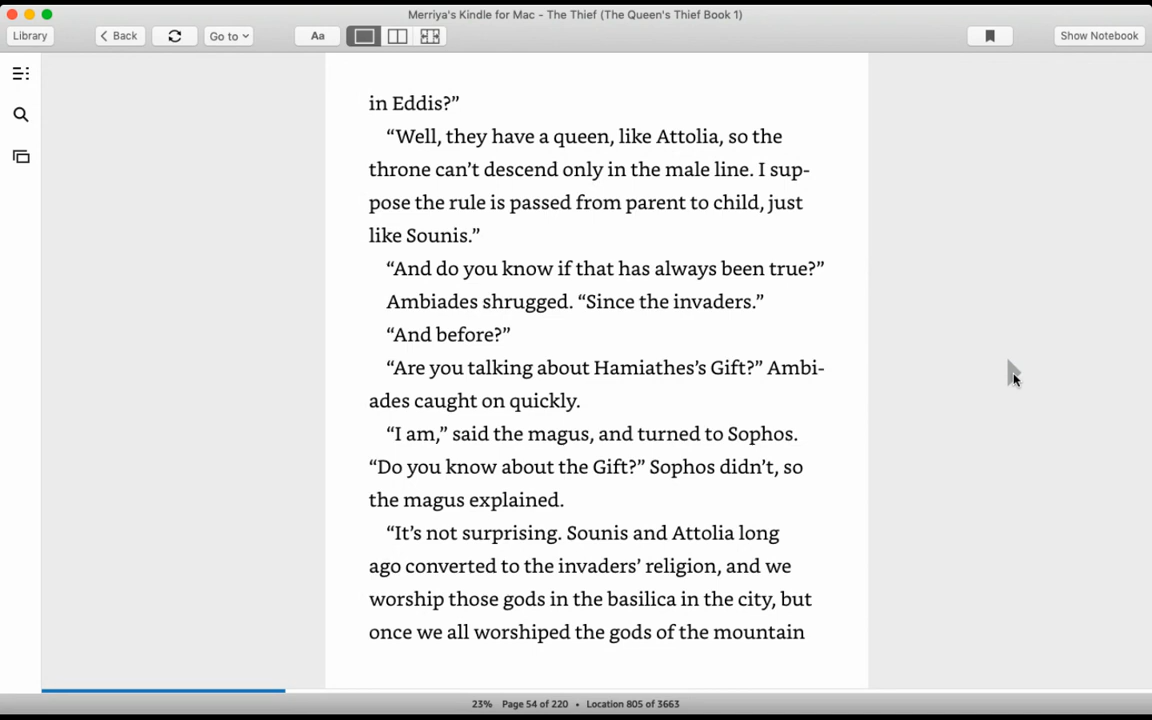 Merriya's Kindle for Mac - The Thief (The Queen's Thief Book 1)
Library
Back
Go to
Aa
Show Notebook
in Eddis?”
“Well, they have a queen, like Attolia, so the
throne can’t descend only in the male line. I sup-
pose the rule is passed from parent to child, just
like Sounis.”
“And do you know if that has always been true?”
Ambiades shrugged. “Since the invaders.”
“And before?”
“Are you talking about Hamiathes’s Gift?” Ambi-
ades caught on quickly.
“I am,” said the magus, and turned to Sophos.
“Do you know about the Gift?” Sophos didn’t, so
the magus explained.
“It’s not surprising. Sounis and Attolia long
ago converted to the invaders’ religion, and we
worship those gods in the basilica in the city, but
once we all worshiped the gods of the mountain
23% Page 54 of 220 • Location 805 of 3663